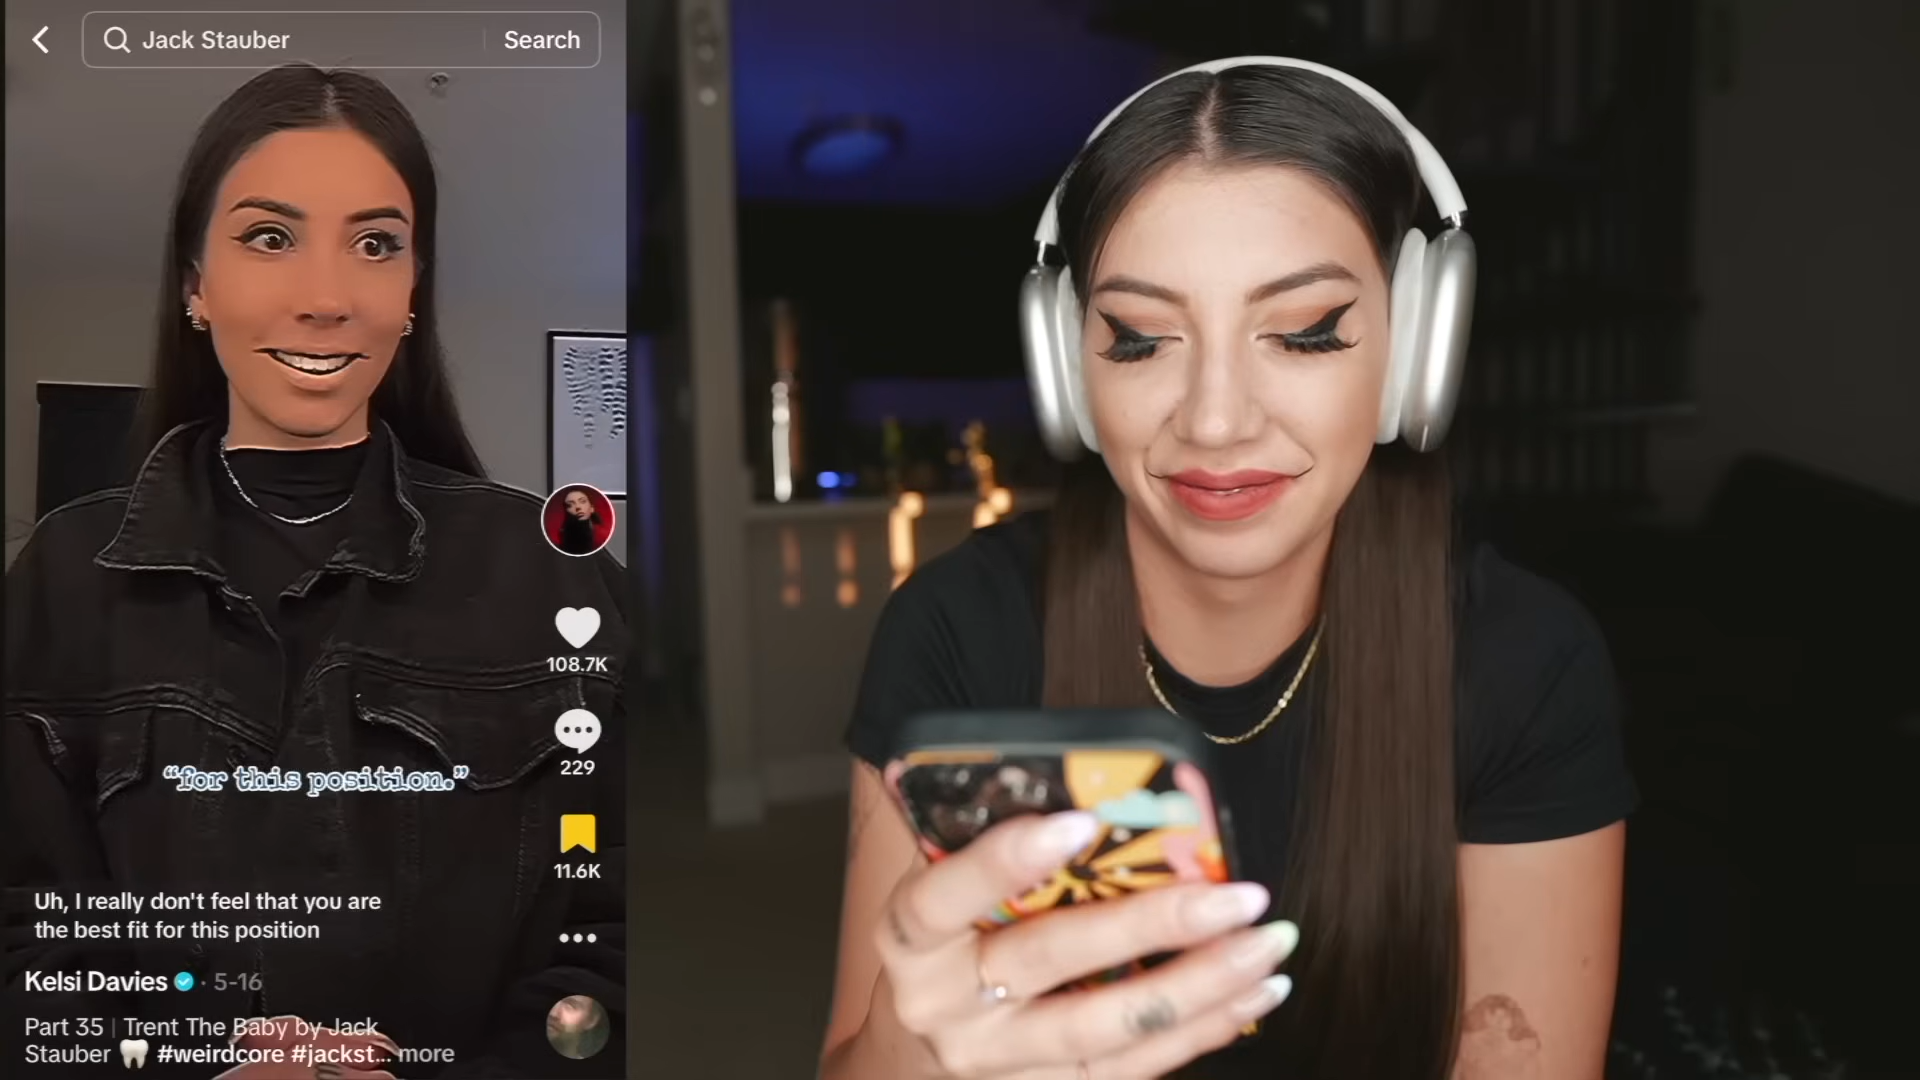 Jack Stauber
Search
108.7K
"for this position."
229
11.6K
Uh, I really don't feel that you are
the best fit for this position
Kelsi Davies · 5-16
Part 35 | Trent The Baby by Jack
Stauber 🦷 #weirdcore #jackst... more